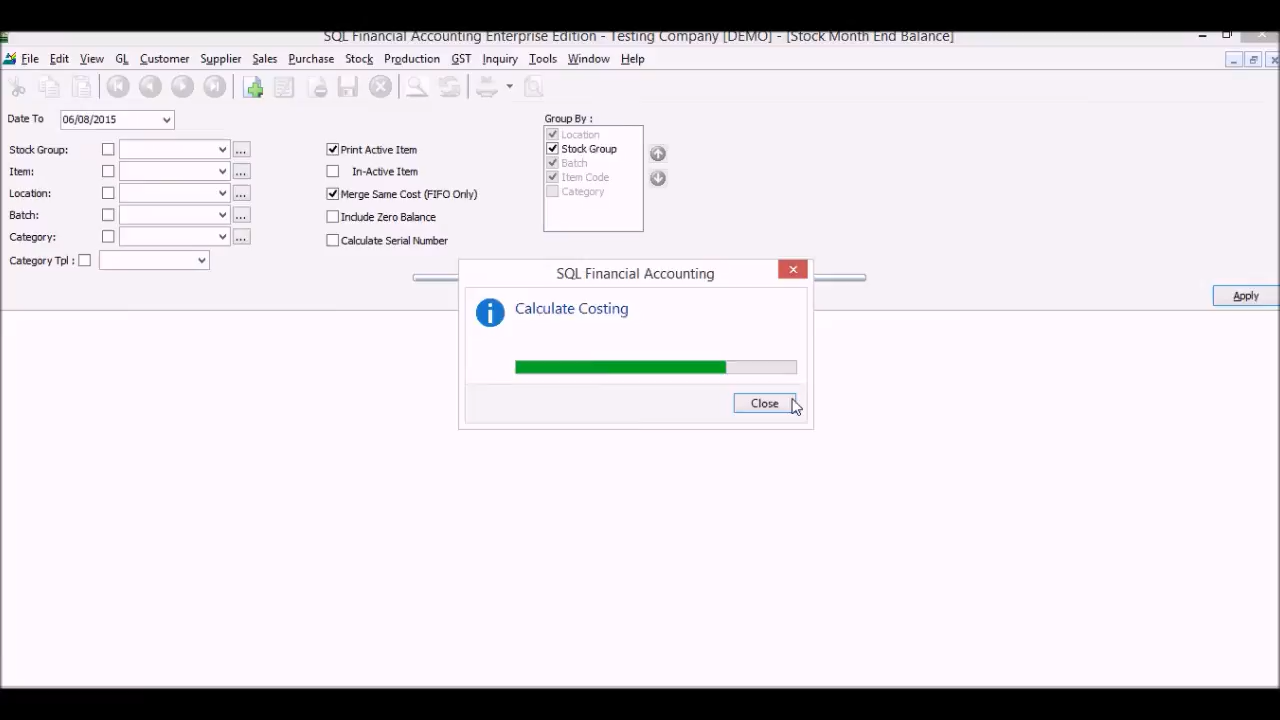 SQL Financial Accounting Enterprise Edition - Testing Company [DEMO] - [Stock Month End Balance]
File Edit View GL Customer Supplier Sales Stock Purchase Production GST Inquiry Tools Window Help
Date To 06/08/2015
Stock Group: ...
Item: ...
Location: ...
Batch: ...
Category: ...
Category Tpl :
Print Active Item
In-Active Item
Merge Same Cost (FIFO Only)
Include Zero Balance
Calculate Serial Number
Group By :
Location
Stock Group
Batch
Item Code
Category
SQL Financial Accounting
Calculate Costing
Close
Apply